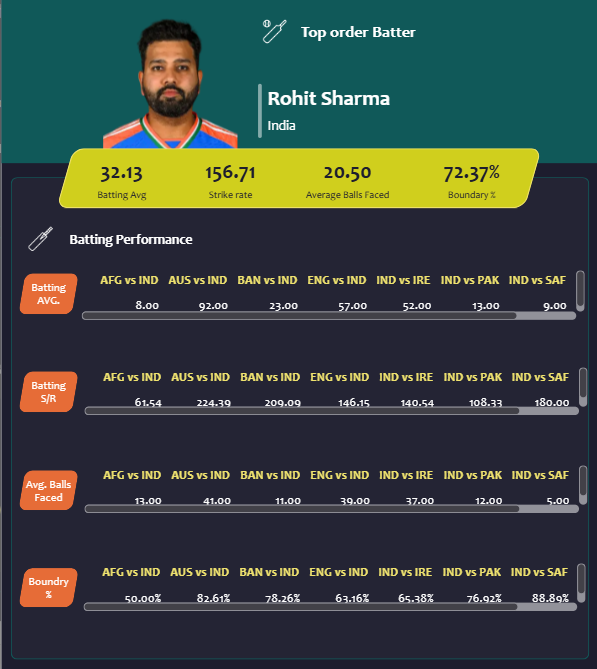 Top order Batter
Rohit Sharma
India
32.13 156.71 20.50 72.37%
Batting Avg Strike rate Average Balls Faced Boundary %
Batting Performance
Batting AVG.
AFG vs IND AUS vs IND BAN vs IND ENG vs IND IND vs IRE IND vs PAK IND vs SAF
8.00 92.00 23.00 57.00 52.00 13.00 9.00
Batting S/R
AFG vs IND AUS vs IND BAN vs IND ENG vs IND IND vs IRE IND vs PAK IND vs SAF
61.54 224.39 209.09 146.15 140.54 108.33 180.00
Avg. Balls Faced
AFG vs IND AUS vs IND BAN vs IND ENG vs IND IND vs IRE IND vs PAK IND vs SAF
13.00 41.00 11.00 39.00 37.00 12.00 5.00
Boundry %
AFG vs IND AUS vs IND BAN vs IND ENG vs IND IND vs IRE IND vs PAK IND vs SAF
50.00% 82.61% 78.26% 63.16% 65.38% 76.92% 88.89%